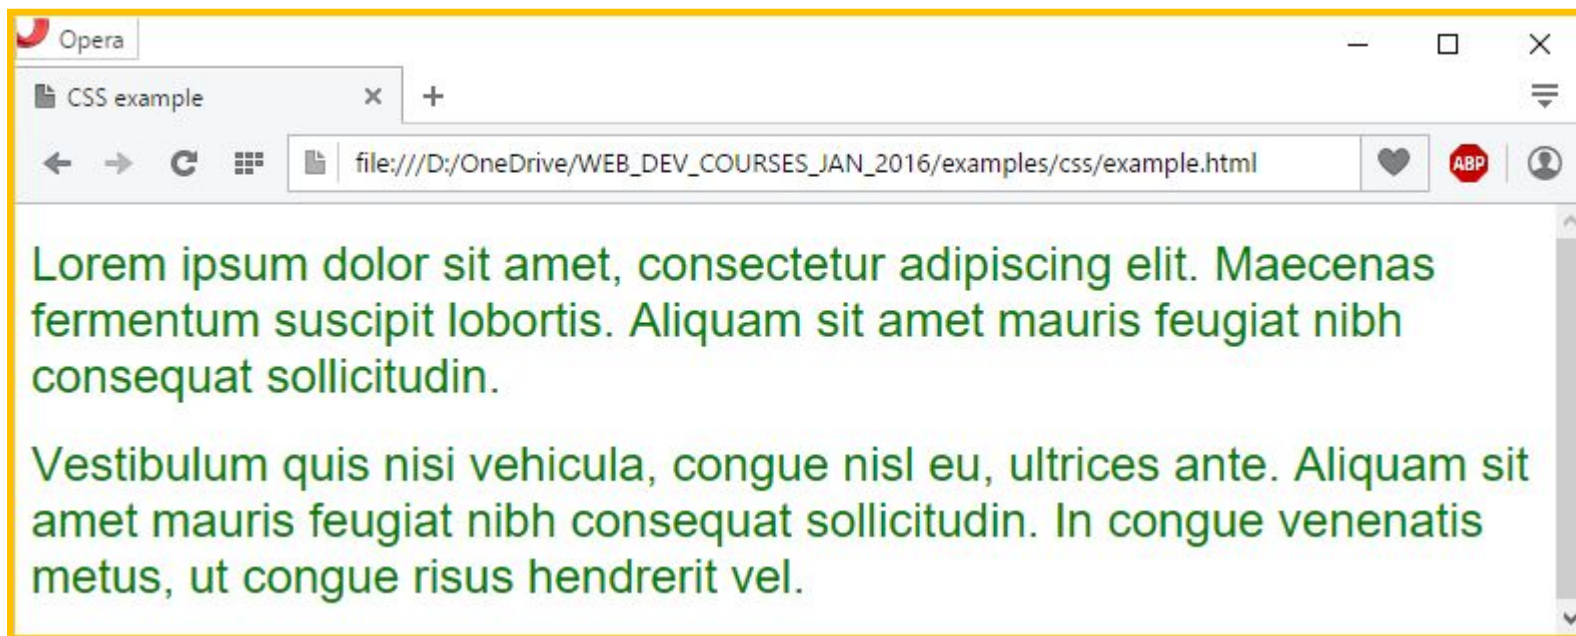 Opera
CSS example
file:///D:/OneDrive/WEB_DEV_COURSES_JAN_2016/examples/css/example.html
ABP
Lorem ipsum dolor sit amet, consectetur adipiscing elit. Maecenas
fermentum suscipit lobortis. Aliquam sit amet mauris feugiat nibh
consequat sollicitudin.
Vestibulum quis nisi vehicula, congue nisl eu, ultrices ante. Aliquam sit
amet mauris feugiat nibh consequat sollicitudin. In congue venenatis
metus, ut congue risus hendrerit vel.